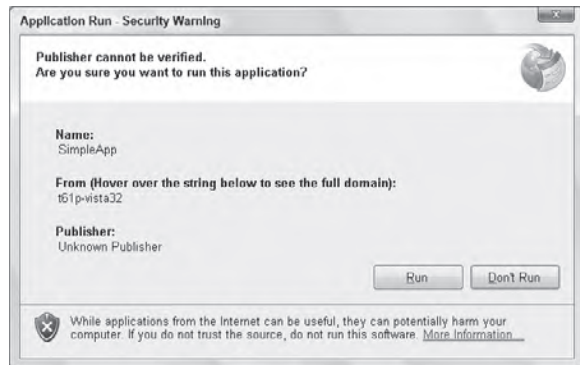 Application Run - Security Warning
Publisher cannot be verified.
Are you sure you want to run this application?
Name:
SimpleApp
From (Hover over the string below to see the full domain):
t61p-vista32
Publisher:
Unknown Publisher
Run
Don't Run
While applications from the Internet can be useful, they can potentially harm your
computer. If you do not trust the source, do not run this software. More Information...